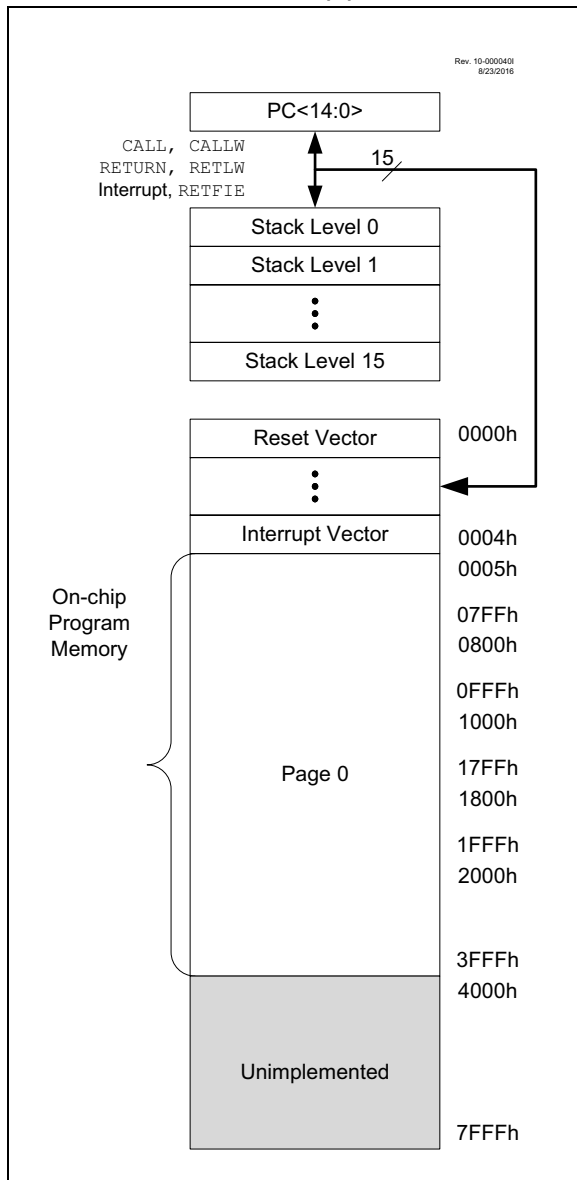 Rev. 10-000040I
8/23/2016
PC<14:0>
CALL, CALLW
RETURN, RETLW
Interrupt, RETFIE
15
Stack Level 0
Stack Level 1
Stack Level 15
Reset Vector
0000h
Interrupt Vector
0004h
0005h
On-chip
Program
Memory
07FFh
0800h
0FFFh
1000h
Page 0
17FFh
1800h
1FFFh
2000h
3FFFh
4000h
Unimplemented
7FFFh